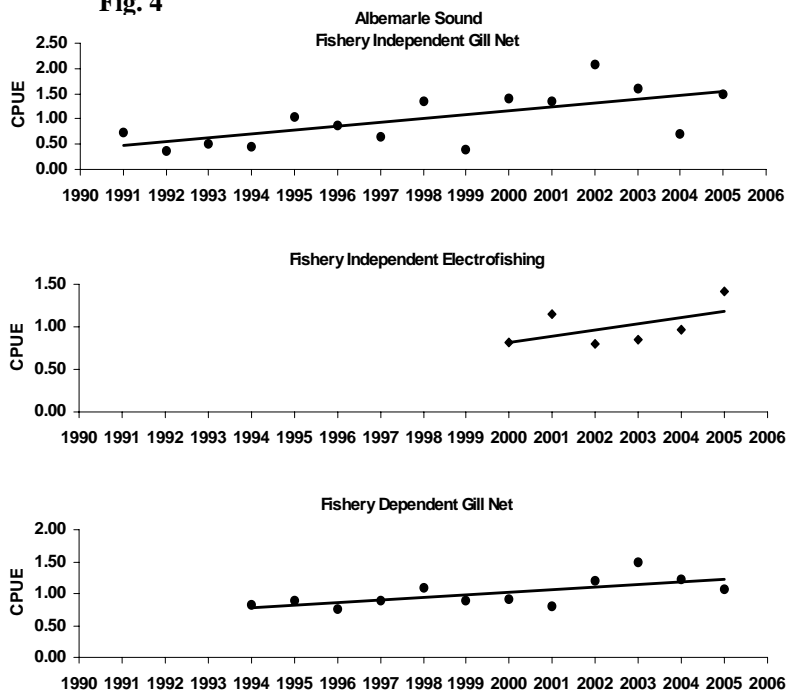 Fig. 4
Albemarle Sound
Fishery Independent Gill Net
CPUE
2.50
2.00
1.50
1.00
0.50
0.00
1990 1991 1992 1993 1994 1995 1996 1997 1998 1999 2000 2001 2002 2003 2004 2005 2006
Fishery Independent Electrofishing
CPUE
1.50
1.00
0.50
0.00
1990 1991 1992 1993 1994 1995 1996 1997 1998 1999 2000 2001 2002 2003 2004 2005 2006
Fishery Dependent Gill Net
CPUE
2.00
1.50
1.00
0.50
0.00
1990 1991 1992 1993 1994 1995 1996 1997 1998 1999 2000 2001 2002 2003 2004 2005 2006